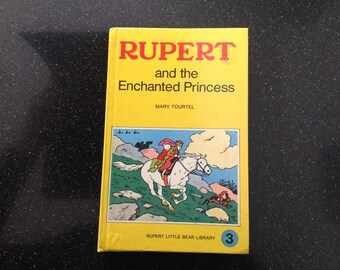 RUPERT
and the
Enchanted Princess
MARY TOURTEL
RUPERT LITTLE BEAR LIBRARY
3